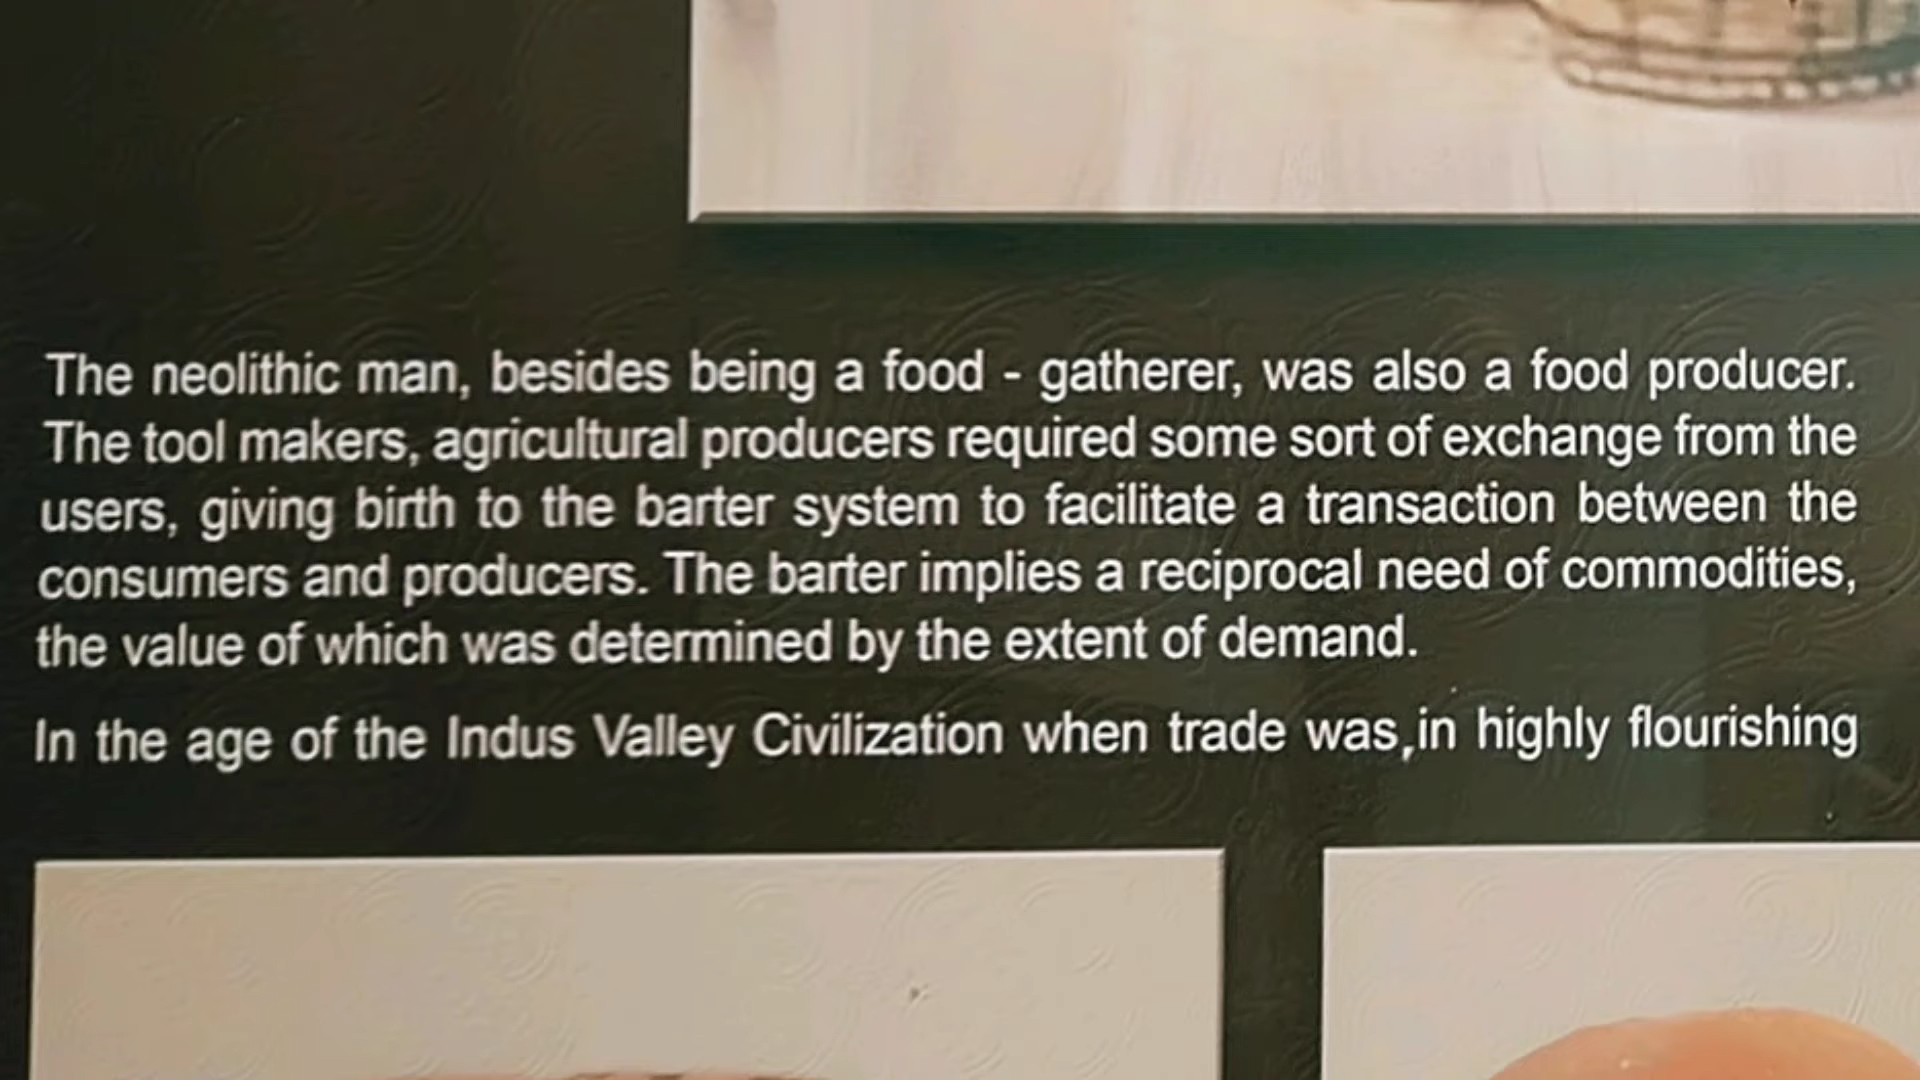 The neolithic man, besides being a food - gatherer, was also a food producer.
The tool makers, agricultural producers required some sort of exchange from the
users, giving birth to the barter system to facilitate a transaction between the
consumers and producers. The barter implies a reciprocal need of commodities,
the value of which was determined by the extent of demand.
In the age of the Indus Valley Civilization when trade was,in highly flourishing